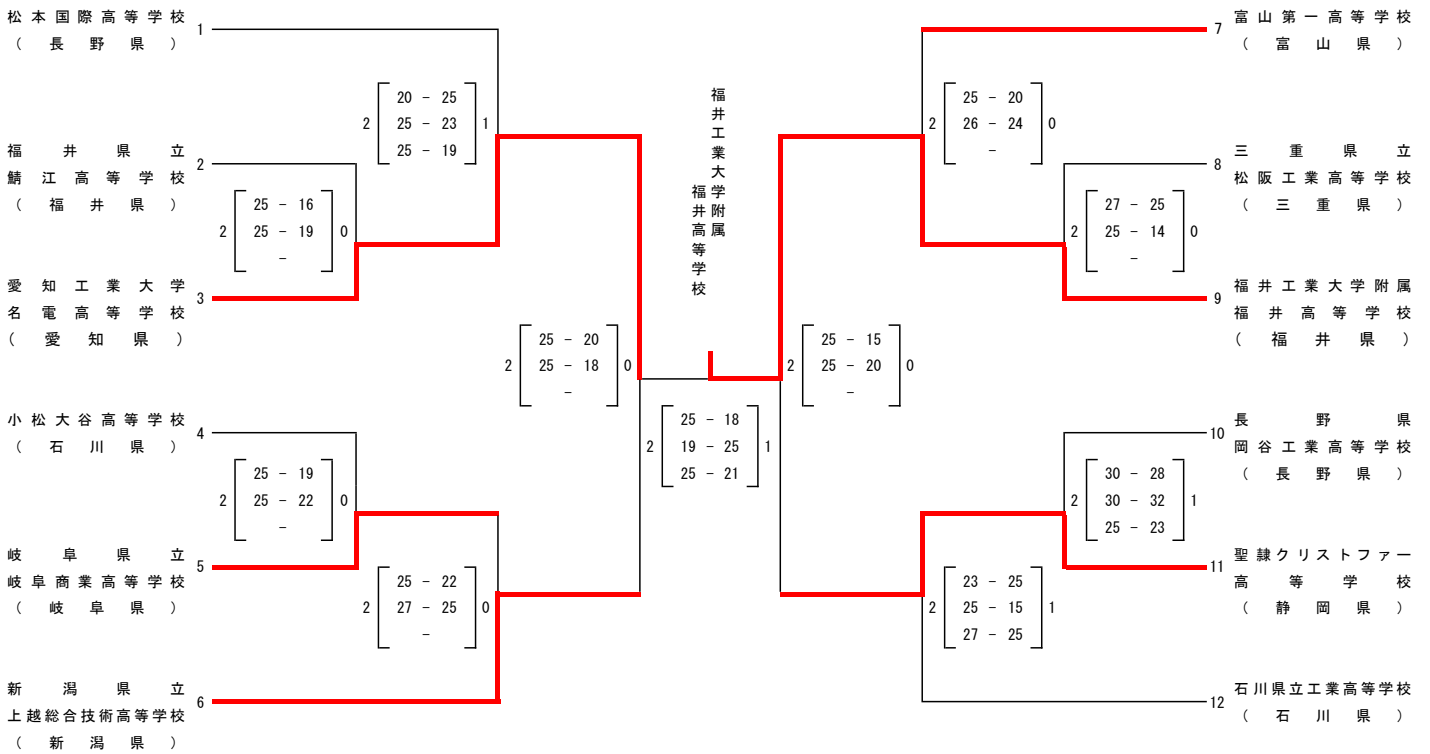 松本国際高等学校
（長野県）
1
福井県立
鯖江高等学校
（福井県）
2
愛知工業大学
名電高等学校
（愛知県）
3
小松大谷高等学校
（石川県）
4
岐阜県立
岐阜商業高等学校
（岐阜県）
5
新潟県立
上越総合技術高等学校
（新潟県）
6
2
20 － 25
25 － 23
25 － 19
1
2
25 － 16
25 － 19
－
0
2
25 － 20
25 － 18
－
0
2
25 － 19
25 － 22
－
0
2
25 － 22
27 － 25
－
0
福井工業大学附属
福井高等学校
2
25 － 18
19 － 25
25 － 21
1
2
25 － 20
26 － 24
－
0
2
27 － 25
25 － 14
－
0
2
25 － 15
25 － 20
－
0
2
30 － 28
30 － 32
25 － 23
1
2
23 － 25
25 － 15
27 － 25
1
7
富山第一高等学校
（富山県）
8
三重県立
松阪工業高等学校
（三重県）
9
福井工業大学附属
福井高等学校
（福井県）
10
長野県
岡谷工業高等学校
（長野県）
11
聖隷クリストファー
高等学校
（静岡県）
12
石川県立工業高等学校
（石川県）